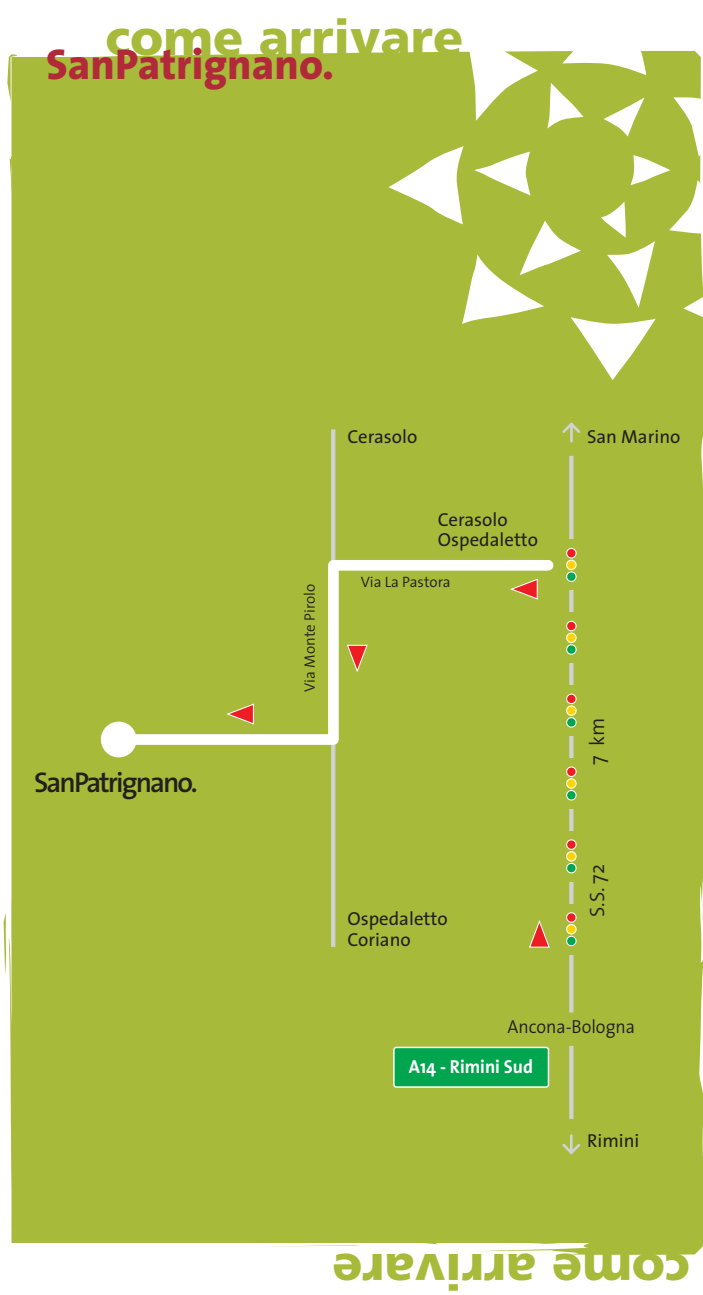 come arrivare
SanPatrignano.
Cerasolo
San Marino
Cerasolo
Ospedaletto
Via La Pastora
Via Monte Pirolo
7 km
SanPatrignano.
S.S. 72
Ospedaletto
Coriano
Ancona-Bologna
A14 - Rimini Sud
Rimini
come arrivare